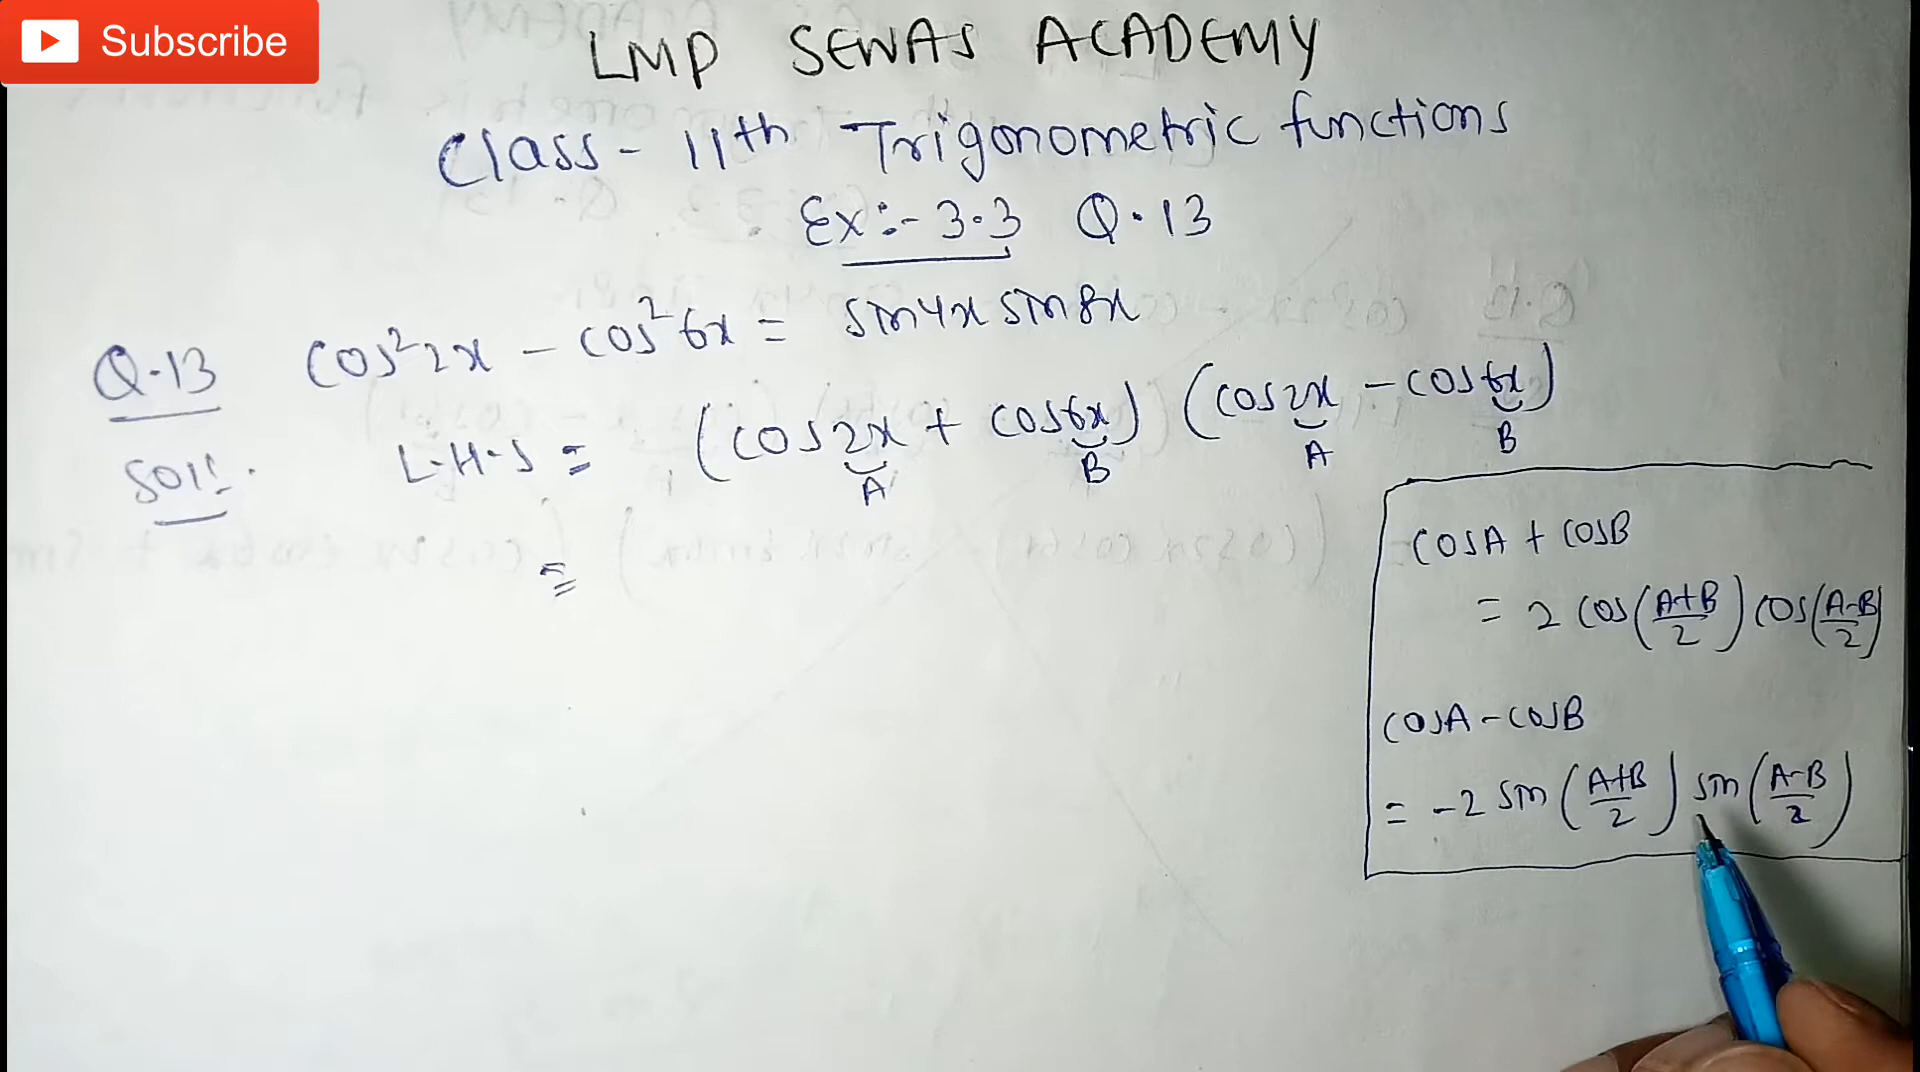 Subscribe
LMP SEWAS ACADEMY
Class - 11th Trigonometric functions
Ex:- 3.3 Q.13
Q.13 cos²2x - cos²6x = sin4x sin8x
Soln. L.H.S = (cos2x + cos6x) (cos2x - cos6x)
A B A B
=
cosA + cosB
= 2 cos(A+B/2) cos(A-B/2)
cosA - cosB
= -2 sin(A+B/2) sin(A-B/2)